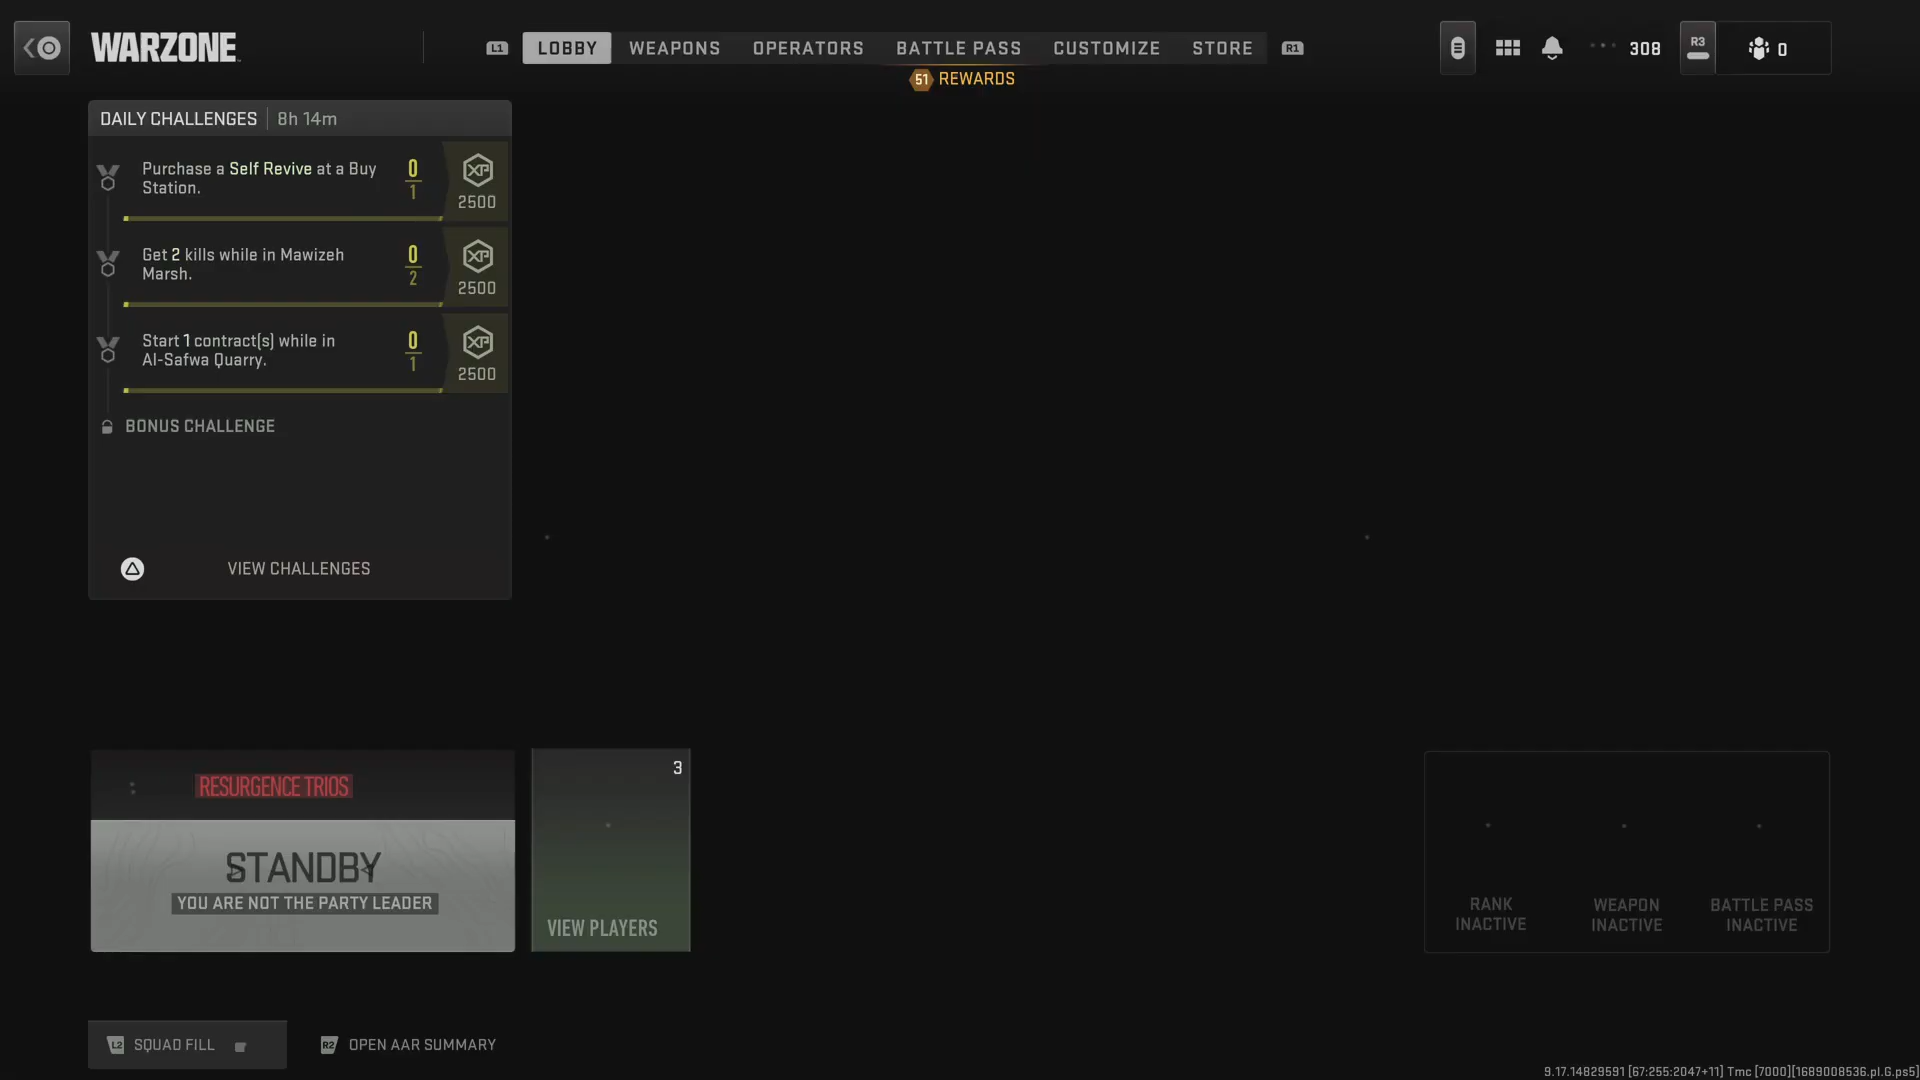 WARZONE
L1 LOBBY WEAPONS OPERATORS BATTLE PASS CUSTOMIZE STORE R1
308
R3
0
51 REWARDS
DAILY CHALLENGES 8h 14m
Purchase a Self Revive at a Buy
Station.
0
1
XP
2500
Get 2 kills while in Mawizeh
Marsh.
0
2
XP
2500
Start 1 contract(s) while in
Al-Safwa Quarry.
0
1
XP
2500
BONUS CHALLENGE
VIEW CHALLENGES
RESURGENCE TRIOS
STANDBY
YOU ARE NOT THE PARTY LEADER
3
VIEW PLAYERS
RANK
INACTIVE
WEAPON
INACTIVE
BATTLE PASS
INACTIVE
L2 SQUAD FILL
R2 OPEN AAR SUMMARY
9.17.14829591 [67:255:2047+11] Tmc [7000][1689008536.pl.G.ps5]